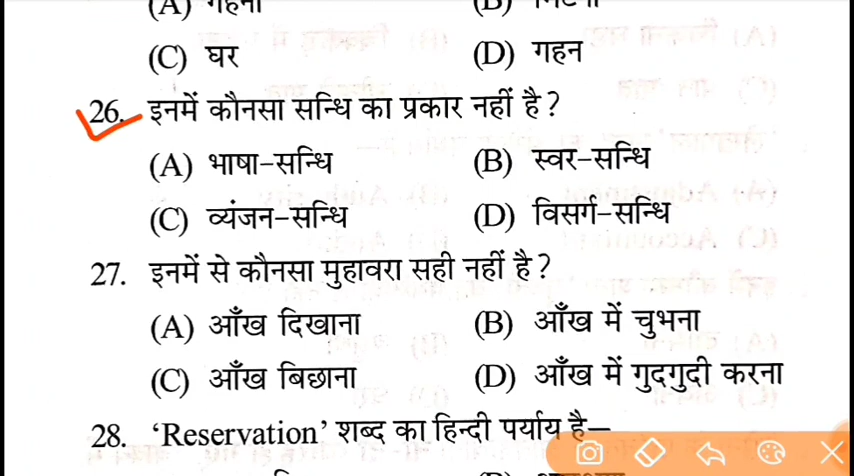 (A) गहना (B)
(C) घर (D) गहन
26. इनमें कौनसा सन्धि का प्रकार नहीं है?
(A) भाषा-सन्धि (B) स्वर-सन्धि
(C) व्यंजन-सन्धि (D) विसर्ग-सन्धि
27. इनमें से कौनसा मुहावरा सही नहीं है?
(A) आँख दिखाना (B) आँख में चुभना
(C) आँख बिछाना (D) आँख में गुदगुदी करना
28. ‘Reservation’ शब्द का हिन्दी पर्याय है—